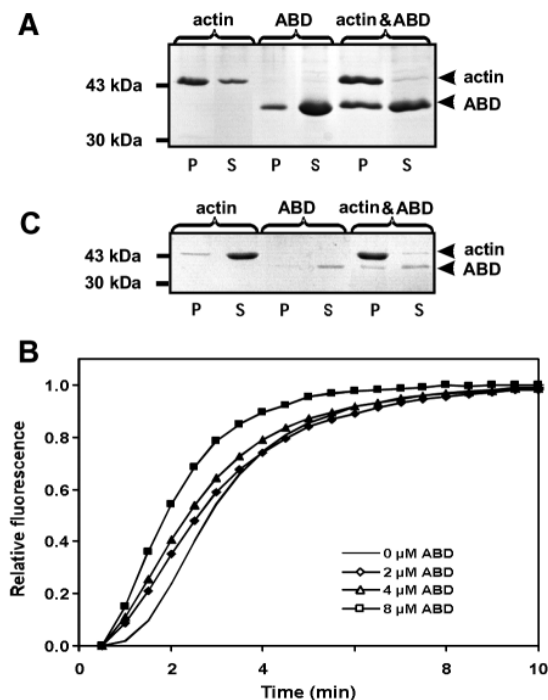 A
actin ABD actin & ABD
43 kDa
30 kDa
actin
ABD
P S P S P S
C
actin ABD actin & ABD
43 kDa
30 kDa
actin
ABD
P S P S P S
B
Relative fluorescence
1.0
0.8
0.6
0.4
0.2
0.0
0 µM ABD
2 µM ABD
4 µM ABD
8 µM ABD
0 2 4 6 8 10
Time (min)